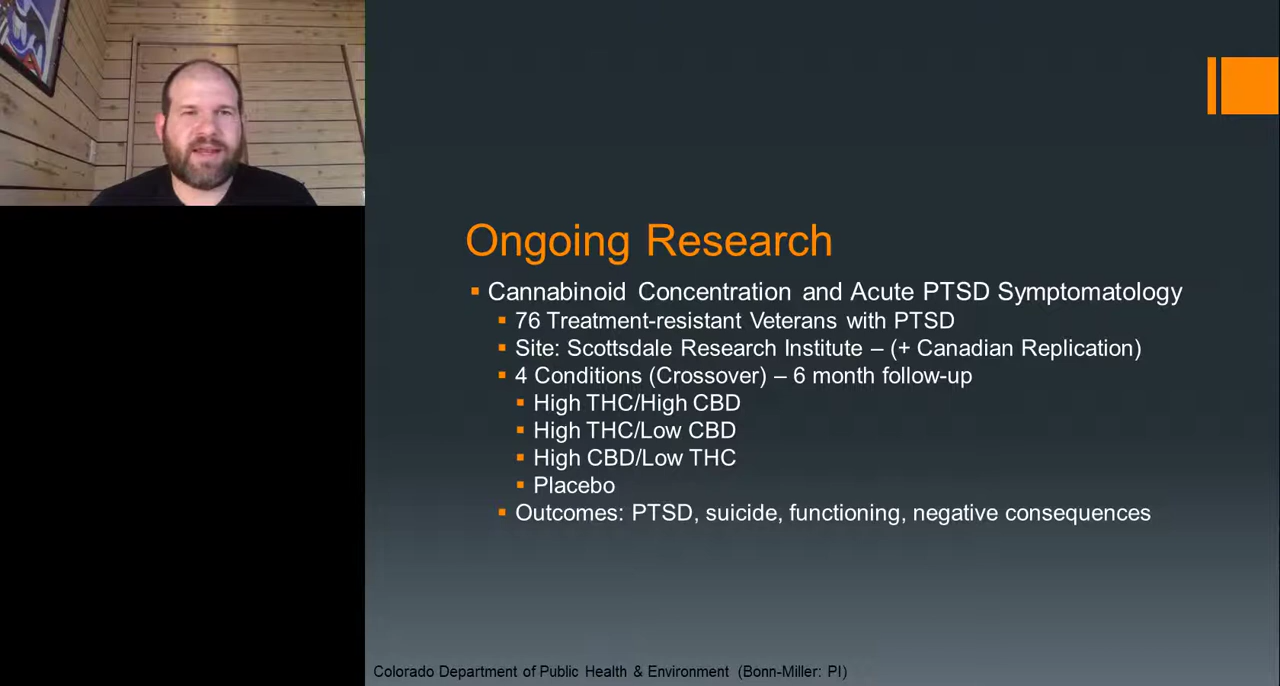 Ongoing Research
Cannabinoid Concentration and Acute PTSD Symptomatology
76 Treatment-resistant Veterans with PTSD
Site: Scottsdale Research Institute – (+ Canadian Replication)
4 Conditions (Crossover) – 6 month follow-up
High THC/High CBD
High THC/Low CBD
High CBD/Low THC
Placebo
Outcomes: PTSD, suicide, functioning, negative consequences
Colorado Department of Public Health & Environment (Bonn-Miller: PI)